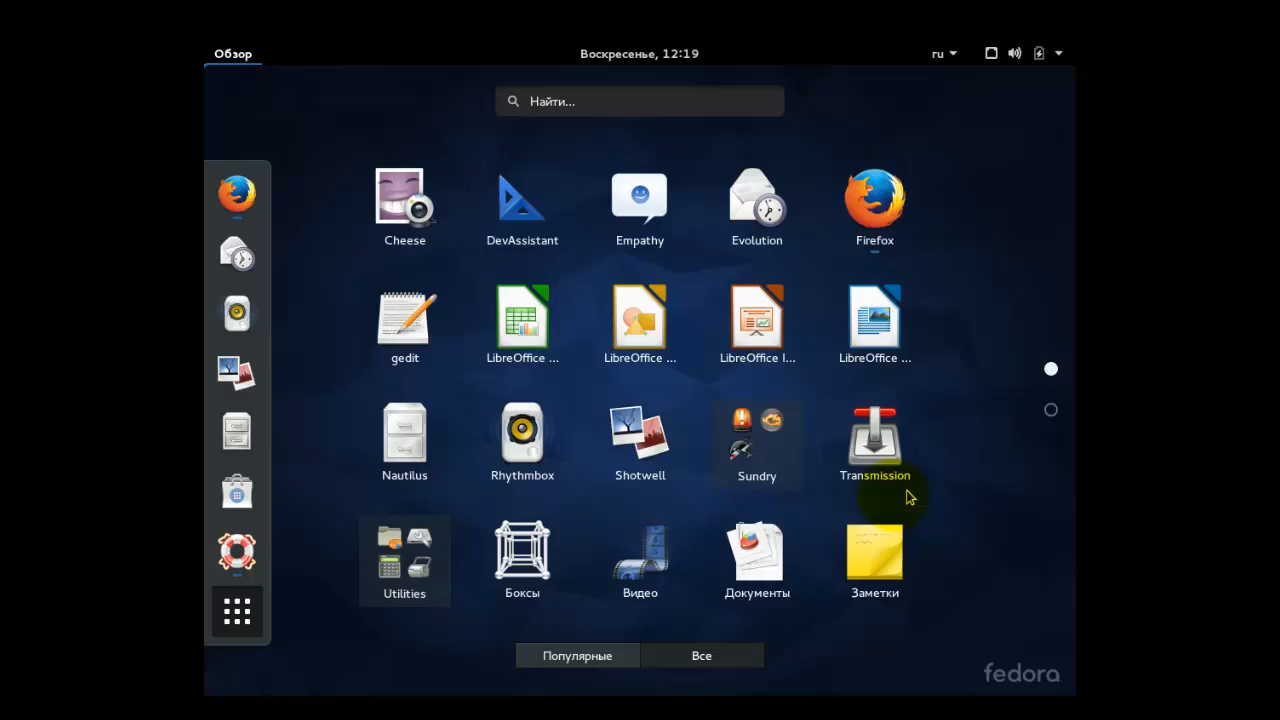 Обзор
Воскресенье, 12:19
ru
Найти...
Cheese
DevAssistant
Empathy
Evolution
Firefox
gedit
LibreOffice ...
LibreOffice ...
LibreOffice I...
LibreOffice ...
Nautilus
Rhythmbox
Shotwell
Sundry
Transmission
Utilities
Боксы
Видео
Документы
Заметки
Популярные
Все
fedora